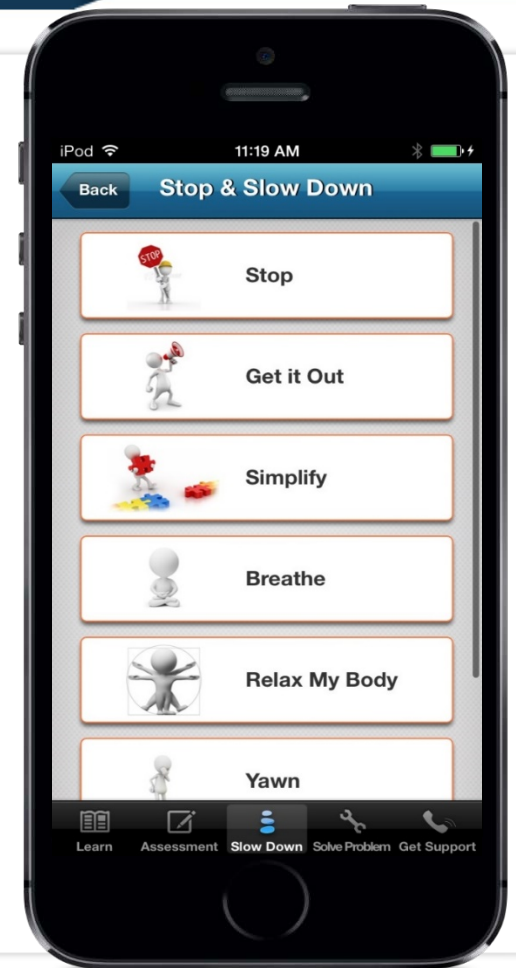 iPod 11:19 AM
Back Stop & Slow Down
STOP
Stop
Get it Out
Simplify
Breathe
Relax My Body
Yawn
Learn Assessment Slow Down Solve Problem Get Support